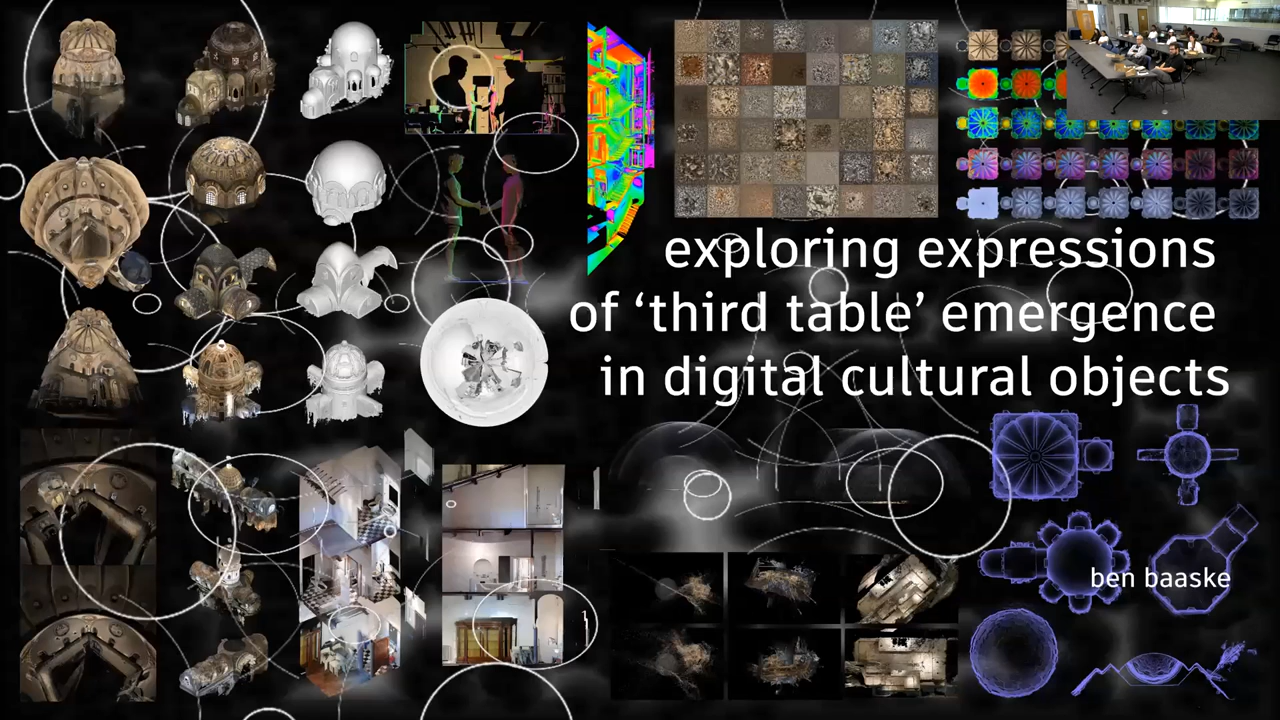 exploring expressions
of ‘third table’ emergence
in digital cultural objects
ben baaske